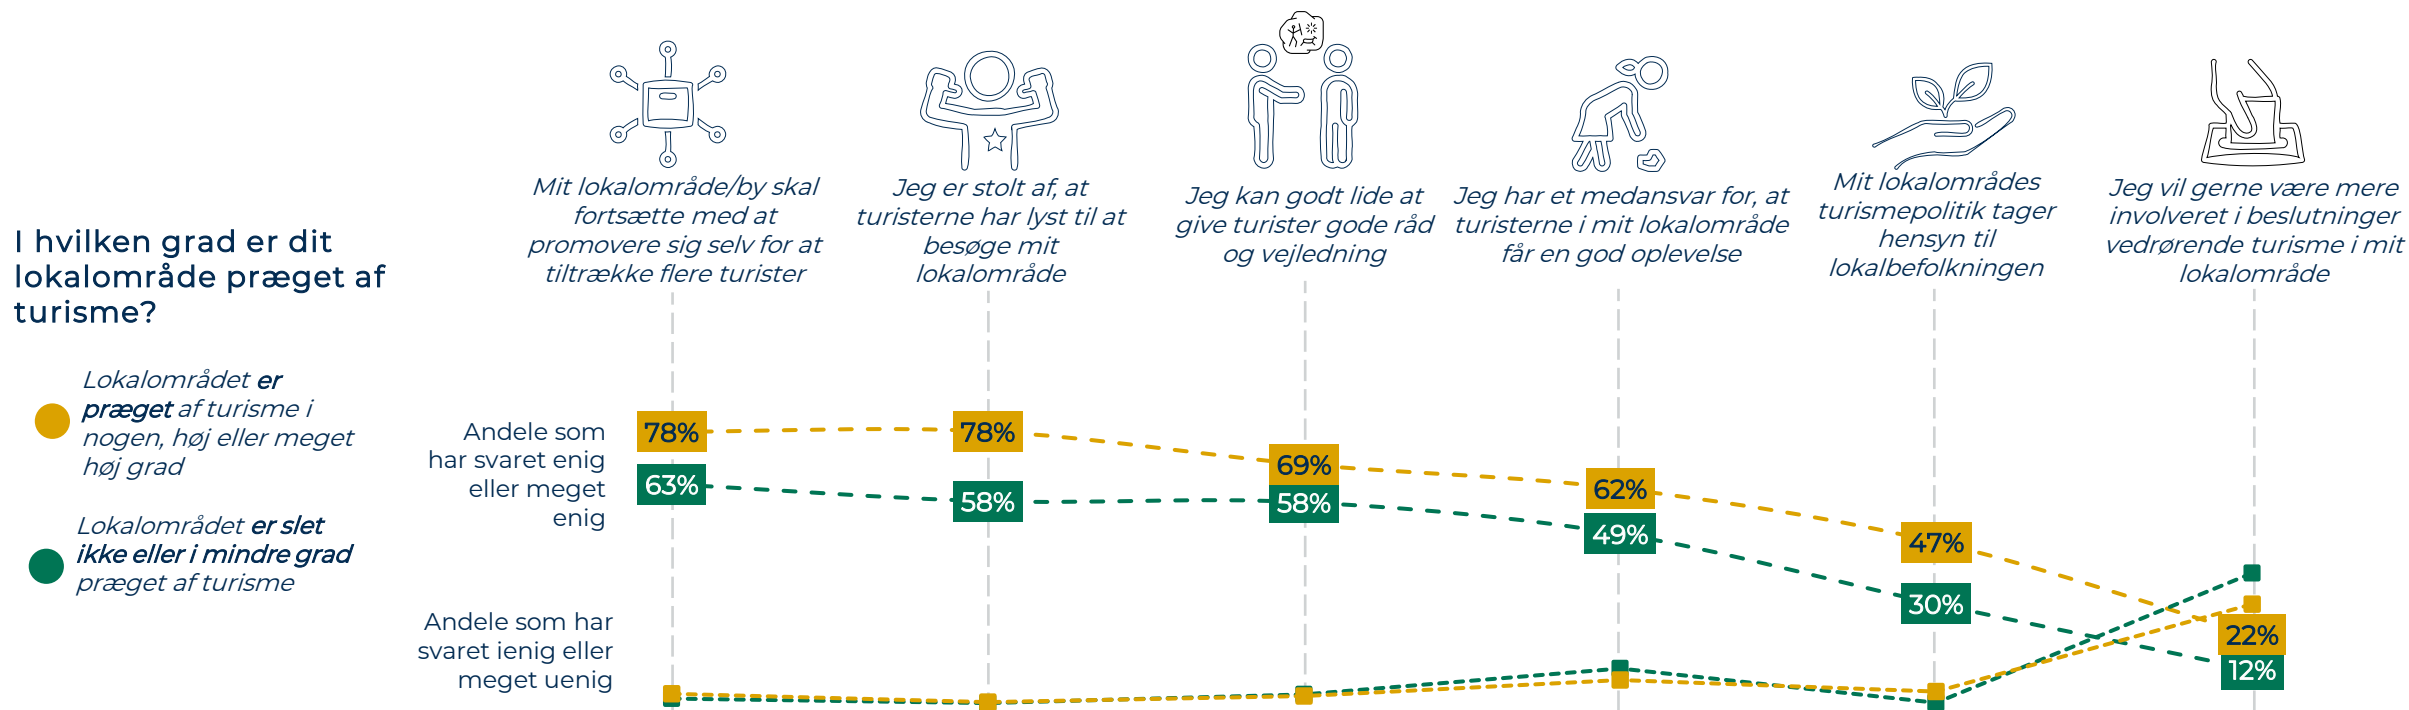 Mit lokalområde/by skal
fortsætte med at
promovere sig selv for at
tiltrække flere turister
Jeg er stolt af, at
turisterne har lyst til at
besøge mit
lokalområde
Jeg kan godt lide at
give turister gode råd
og vejledning
Jeg har et medansvar for, at
turisterne i mit lokalområde
får en god oplevelse
Mit lokalområdes
turismepolitik tager
hensyn til
lokalbefolkningen
Jeg vil gerne være mere
involveret i beslutninger
vedrørende turisme i mit
lokalområde
I hvilken grad er dit
lokalområde præget af
turisme?
Lokalområdet er
præget af turisme i
nogen, høj eller meget
høj grad
Lokalområdet er slet
ikke eller i mindre grad
præget af turisme
Andele som
har svaret enig
eller meget
enig
78%
78%
69%
62%
47%
22%
63%
58%
58%
49%
30%
12%
Andele som har
svaret ienig eller
meget uenig